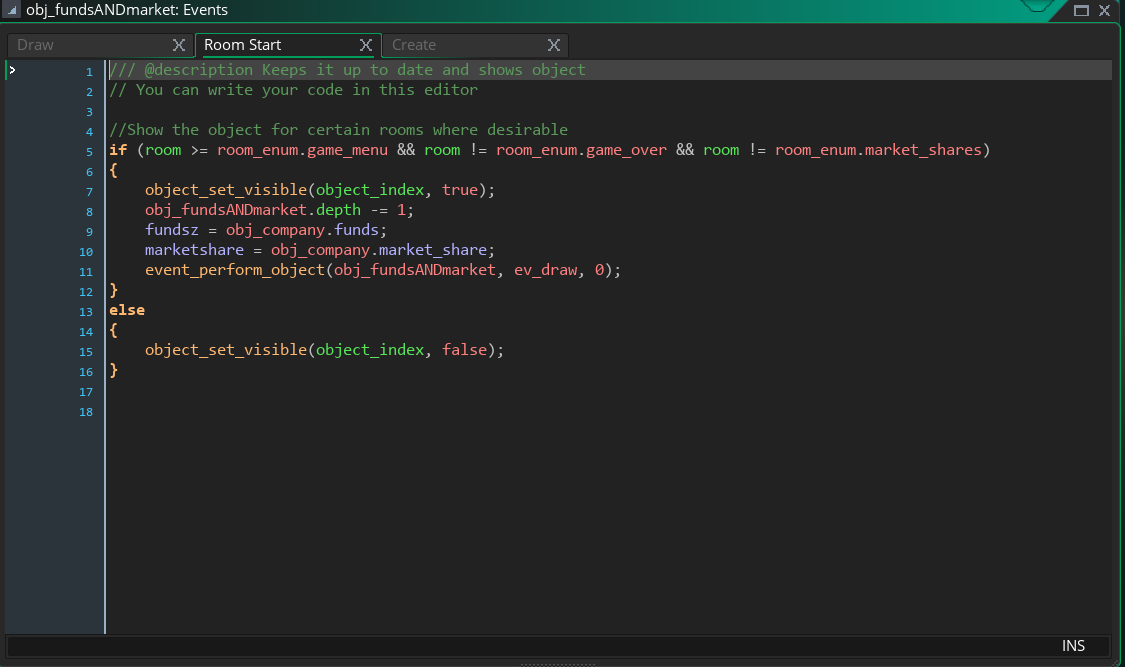 obj_fundsANDmarket: Events
Draw Room Start Create
1 /// @description Keeps it up to date and shows object
2 // You can write your code in this editor
3
4 //Show the object for certain rooms where desirable
5 if (room >= room_enum.game_menu && room != room_enum.game_over && room != room_enum.market_shares)
6 {
7     object_set_visible(object_index, true);
8     obj_fundsANDmarket.depth -= 1;
9     fundsz = obj_company.funds;
10     marketshare = obj_company.market_share;
11     event_perform_object(obj_fundsANDmarket, ev_draw, 0);
12 }
13 else
14 {
15     object_set_visible(object_index, false);
16 }
17
18
INS